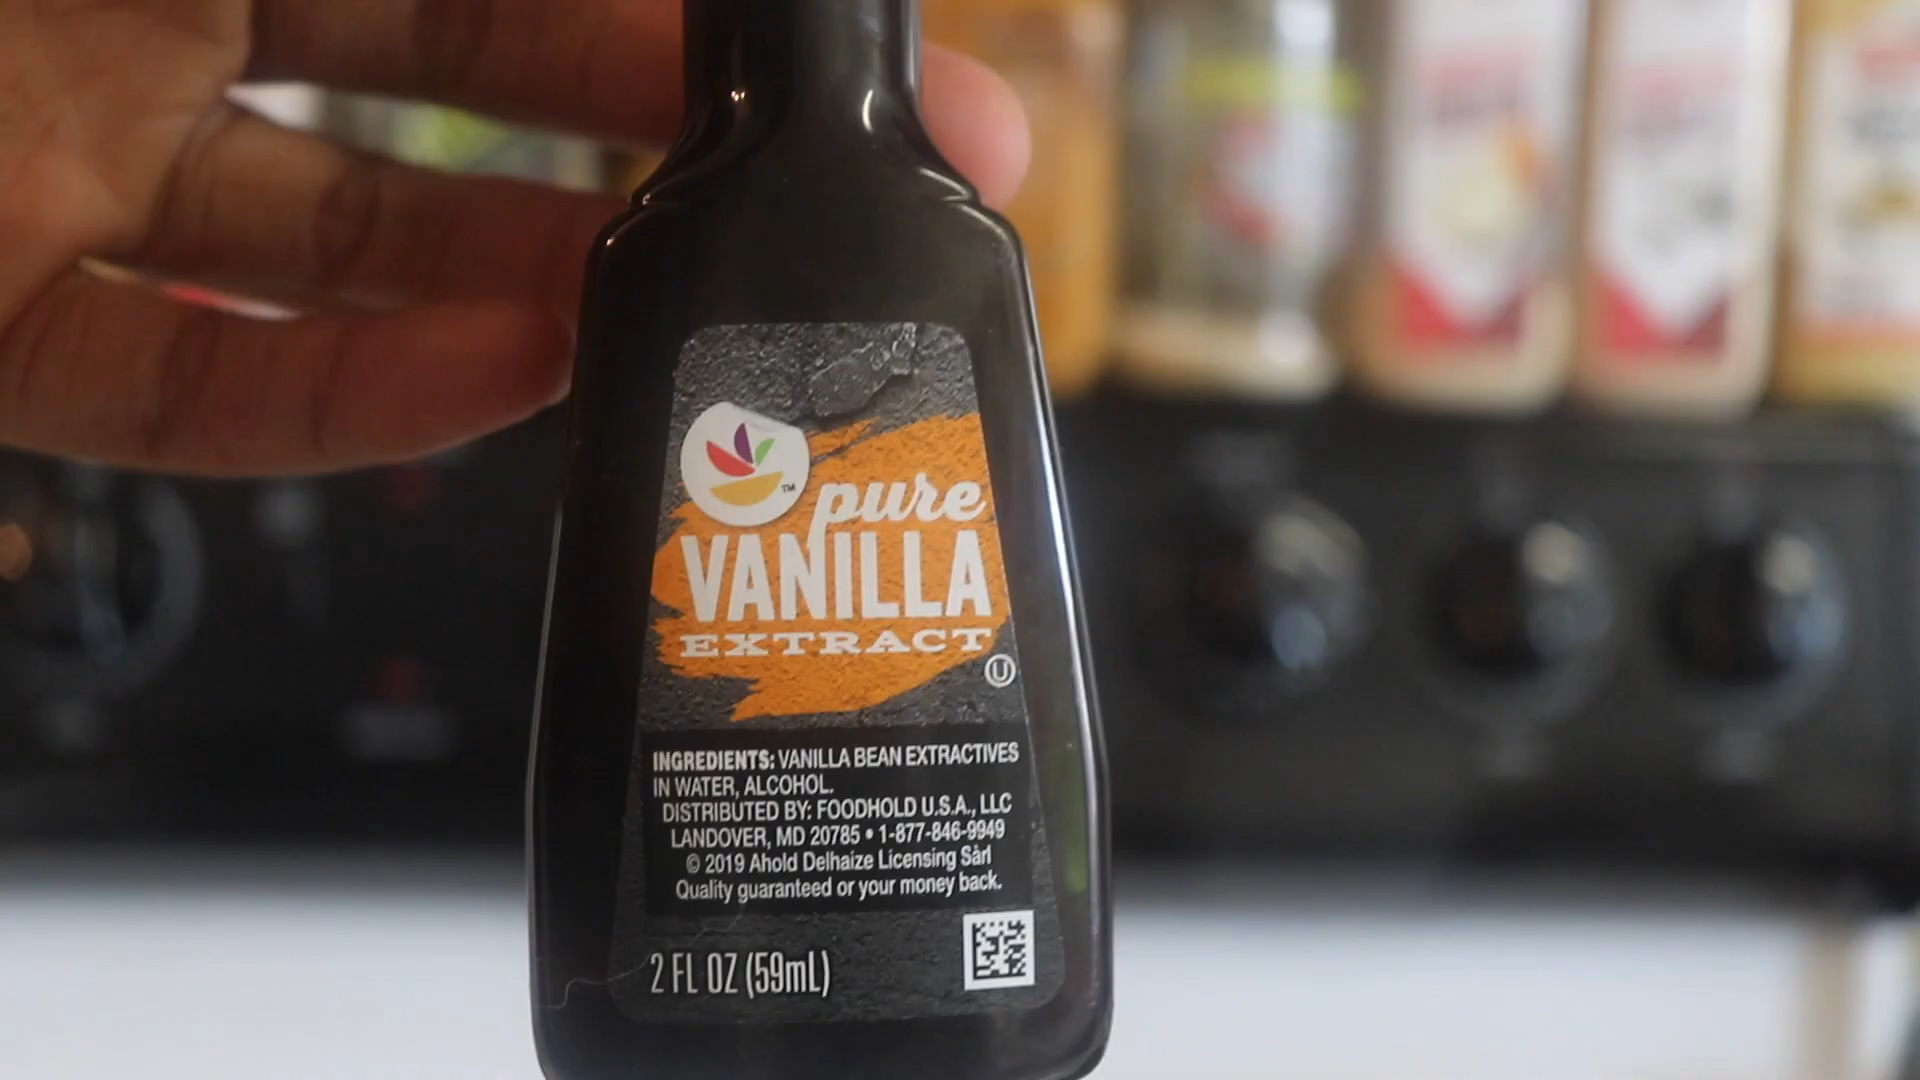 TM
pure
VANILLA
EXTRACT
U
INGREDIENTS: VANILLA BEAN EXTRACTIVES
IN WATER, ALCOHOL.
DISTRIBUTED BY: FOODHOLD U.S.A., LLC
LANDOVER, MD 20785 • 1-877-846-9949
© 2019 Ahold Delhaize Licensing Sàrl
Quality guaranteed or your money back.
2 FL OZ (59mL)